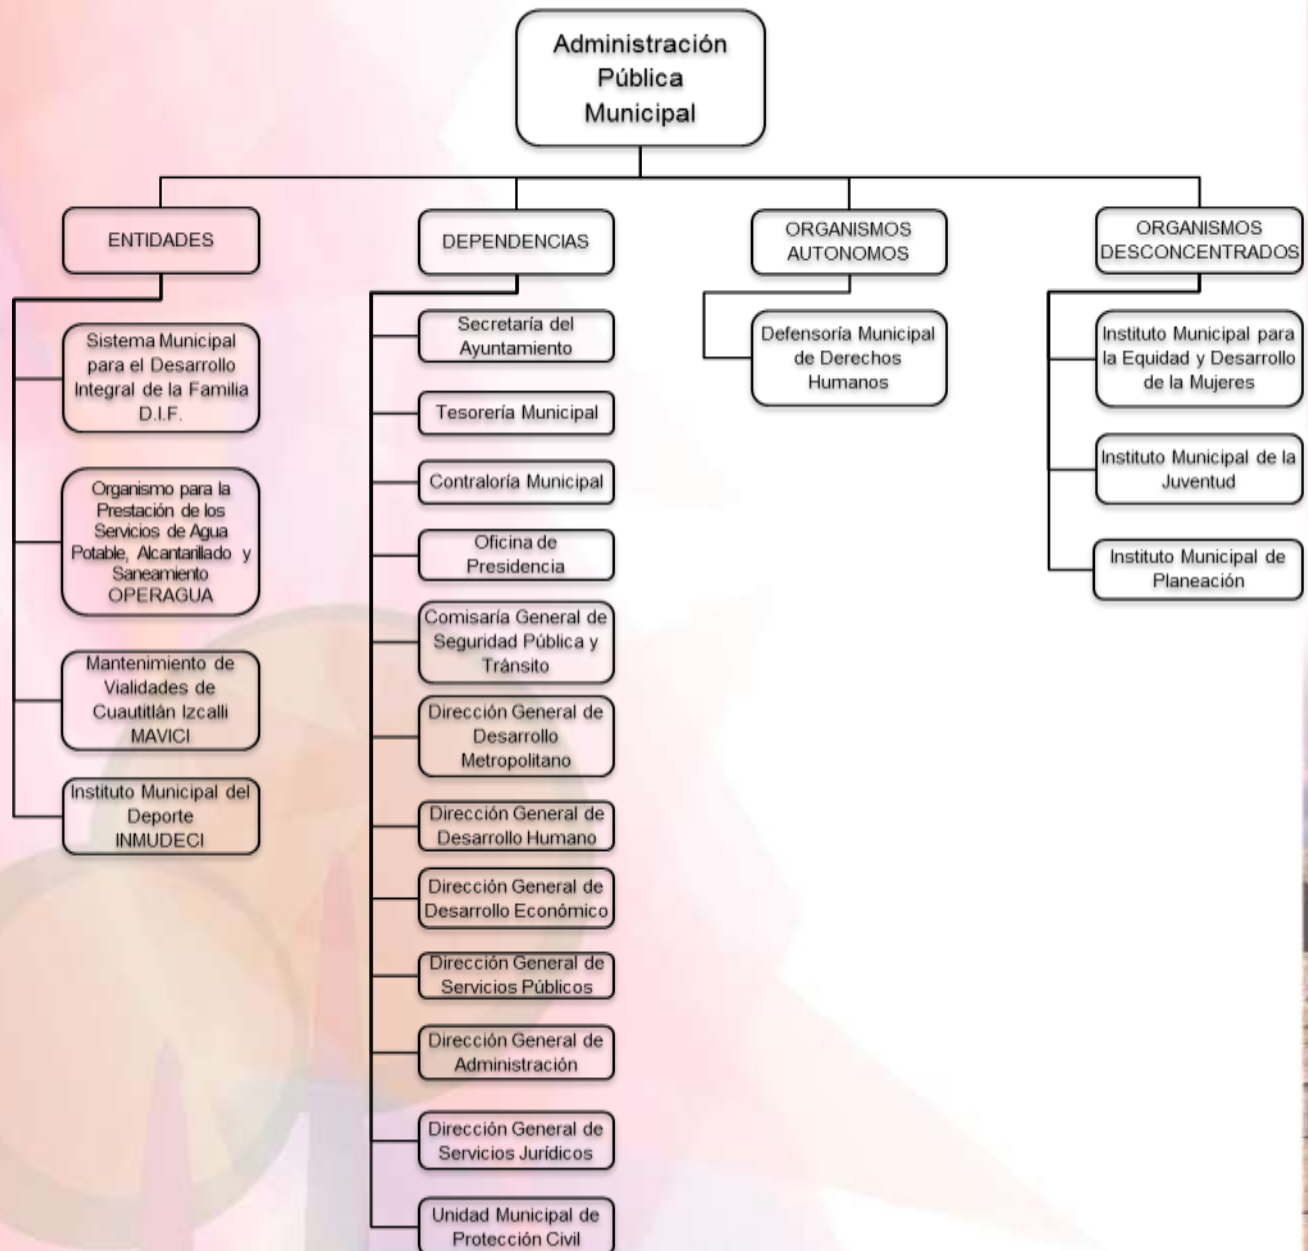 Administración
Pública
Municipal
ENTIDADES
Sistema Municipal
para el Desarrollo
Integral de la Familia
D.I.F.
Organismo para la
Prestación de los
Servicios de Agua
Potable, Alcantarillado y
Saneamiento
OPERAGUA
Mantenimiento de
Vialidades de
Cuautitlán Izcalli
MAVICI
Instituto Municipal del
Deporte
INMUDECI
DEPENDENCIAS
Secretaría del
Ayuntamiento
Tesorería Municipal
Contraloría Municipal
Oficina de
Presidencia
Comisaría General de
Seguridad Pública y
Tránsito
Dirección General de
Desarrollo
Metropolitano
Dirección General de
Desarrollo Humano
Dirección General de
Desarrollo Económico
Dirección General de
Servicios Públicos
Dirección General de
Administración
Dirección General de
Servicios Jurídicos
Unidad Municipal de
Protección Civil
ORGANISMOS
AUTONOMOS
Defensoría Municipal
de Derechos
Humanos
ORGANISMOS
DESCONCENTRADOS
Instituto Municipal para
la Equidad y Desarrollo
de la Mujeres
Instituto Municipal de la
Juventud
Instituto Municipal de
Planeación